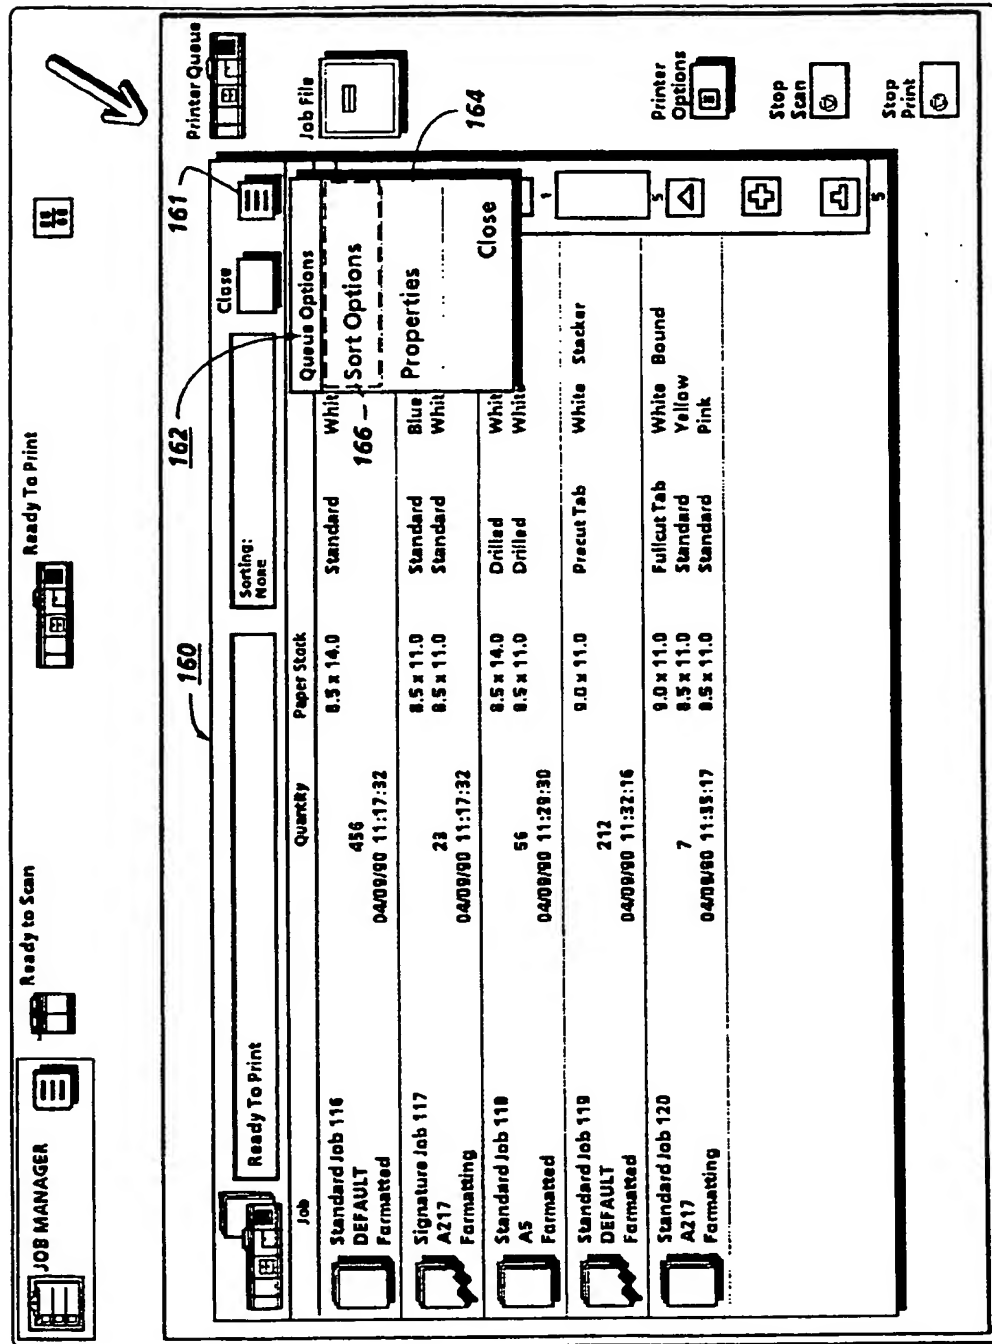 JOB MANAGER
Ready to Scan
Ready To Print
160
162
161
Ready To Print
Sorting:
None
Close
Printer Queue
Job
Quantity
Paper Stock
Queue Options
Job File
Standard Job 116
DEFAULT
Formatted
456
04/09/90 11:17:32
8.5 x 14.0
Standard
Whit
166
Sort Options
Properties
Close
164
Signature Job 117
A217
Formatting
23
04/09/90 11:17:32
8.5 x 11.0 Standard Blue
8.5 x 11.0 Standard Whit
Standard Job 118
A5
Formatted
56
04/09/90 11:29:30
8.5 x 14.0 Drilled Whit
8.5 x 11.0 Drilled White
1
Standard Job 119
DEFAULT
Formatted
212
04/09/90 11:32:16
9.0 x 11.0 Precut Tab White Stacker
Standard Job 120
A217
Formatting
7
04/09/90 11:35:17
9.0 x 11.0 Fullcut Tab White Bound
8.5 x 11.0 Standard Yellow
8.5 x 11.0 Standard Pink
5
5
Printer
Options
Stop
Scan
Stop
Print